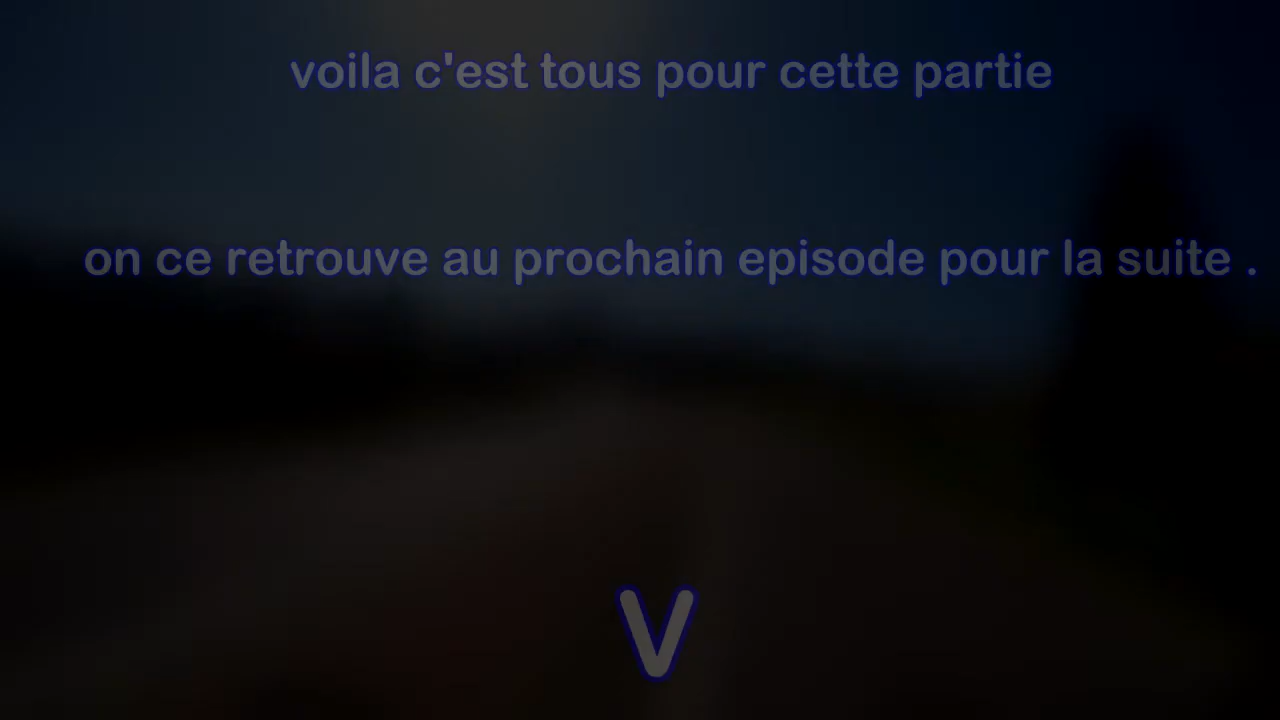 voila c'est tous pour cette partie
on ce retrouve au prochain episode pour la suite .
V